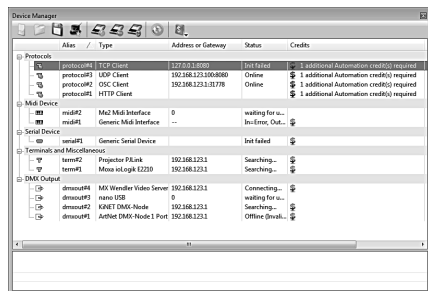 Device Manager
Alias / Type Address or Gateway Status Credits
Protocols
protocol#4 TCP Client 127.0.0.1:8080 Init failed 1 additional Automation credit(s) required
protocol#3 UDP Client 192.168.123.100:8080 Online 1 additional Automation credit(s) required
protocol#2 OSC Client 192.168.123.1:31778 Online 1 additional Automation credit(s) required
protocol#1 HTTP Client 1 additional Automation credit(s) required
Midi Device
midi#2 Me2 Midi Interface 0 waiting for u...
midi#1 Generic Midi Interface -- In=Error, Out...
Serial Device
serial#1 Generic Serial Device Init failed
Terminals and Miscellaneous
term#2 Projector PJLink 192.168.123.1 Searching...
term#1 Moxa ioLogik E2210 192.168.123.1 Searching...
DMX Output
dmxout#4 MX Wendler Video Server 192.168.123.1 Connecting...
dmxout#3 nano USB 0 waiting for u...
dmxout#2 KiNET DMX-Node 192.168.123.1 Searching...
dmxout#1 ArtNet DMX-Node 1 Port 192.168.123.1 Offline (Invali...